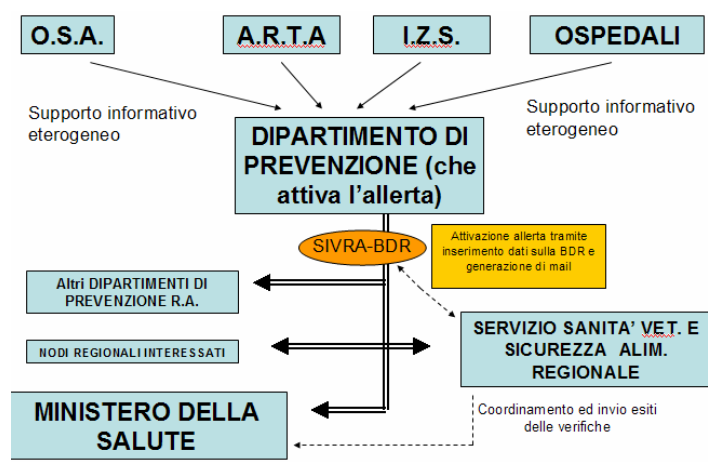 O.S.A.
A.R.T.A
I.Z.S.
OSPEDALI
Supporto informativo
eterogeneo
Supporto informativo
eterogeneo
DIPARTIMENTO DI
PREVENZIONE (che
attiva l'allerta)
SIVRA-BDR
Attivazione allerta tramite
inserimento dati sulla BDR e
generazione di mail
Altri DIPARTIMENTI DI
PREVENZIONE R.A.
SERVIZIO SANITA' VET. E
SICUREZZA ALIM.
REGIONALE
NODI REGIONALI INTERESSATI
MINISTERO DELLA
SALUTE
Coordinamento ed invio esiti
delle verifiche